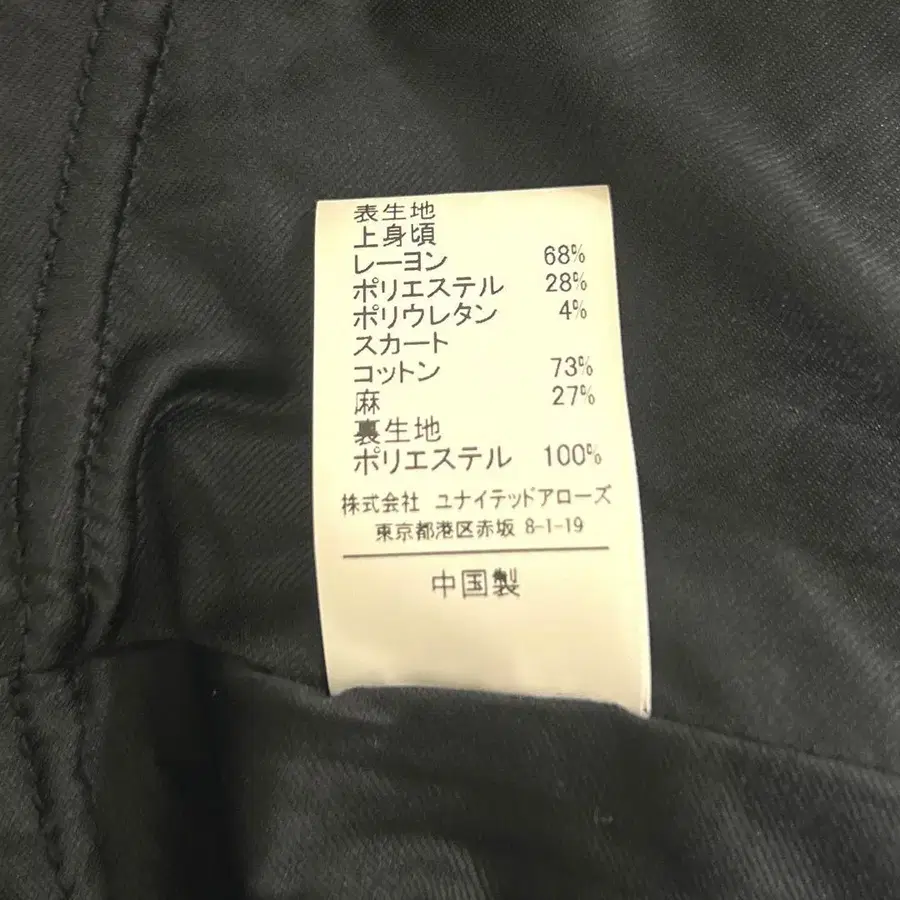 表生地
上身頃
レーヨン 68%
ポリエステル 28%
ポリウレタン 4%
スカート
コットン 73%
麻 27%
裏生地
ポリエステル 100%
株式会社 ユナイテッドアローズ
東京都港区赤坂 8-1-19
中国製